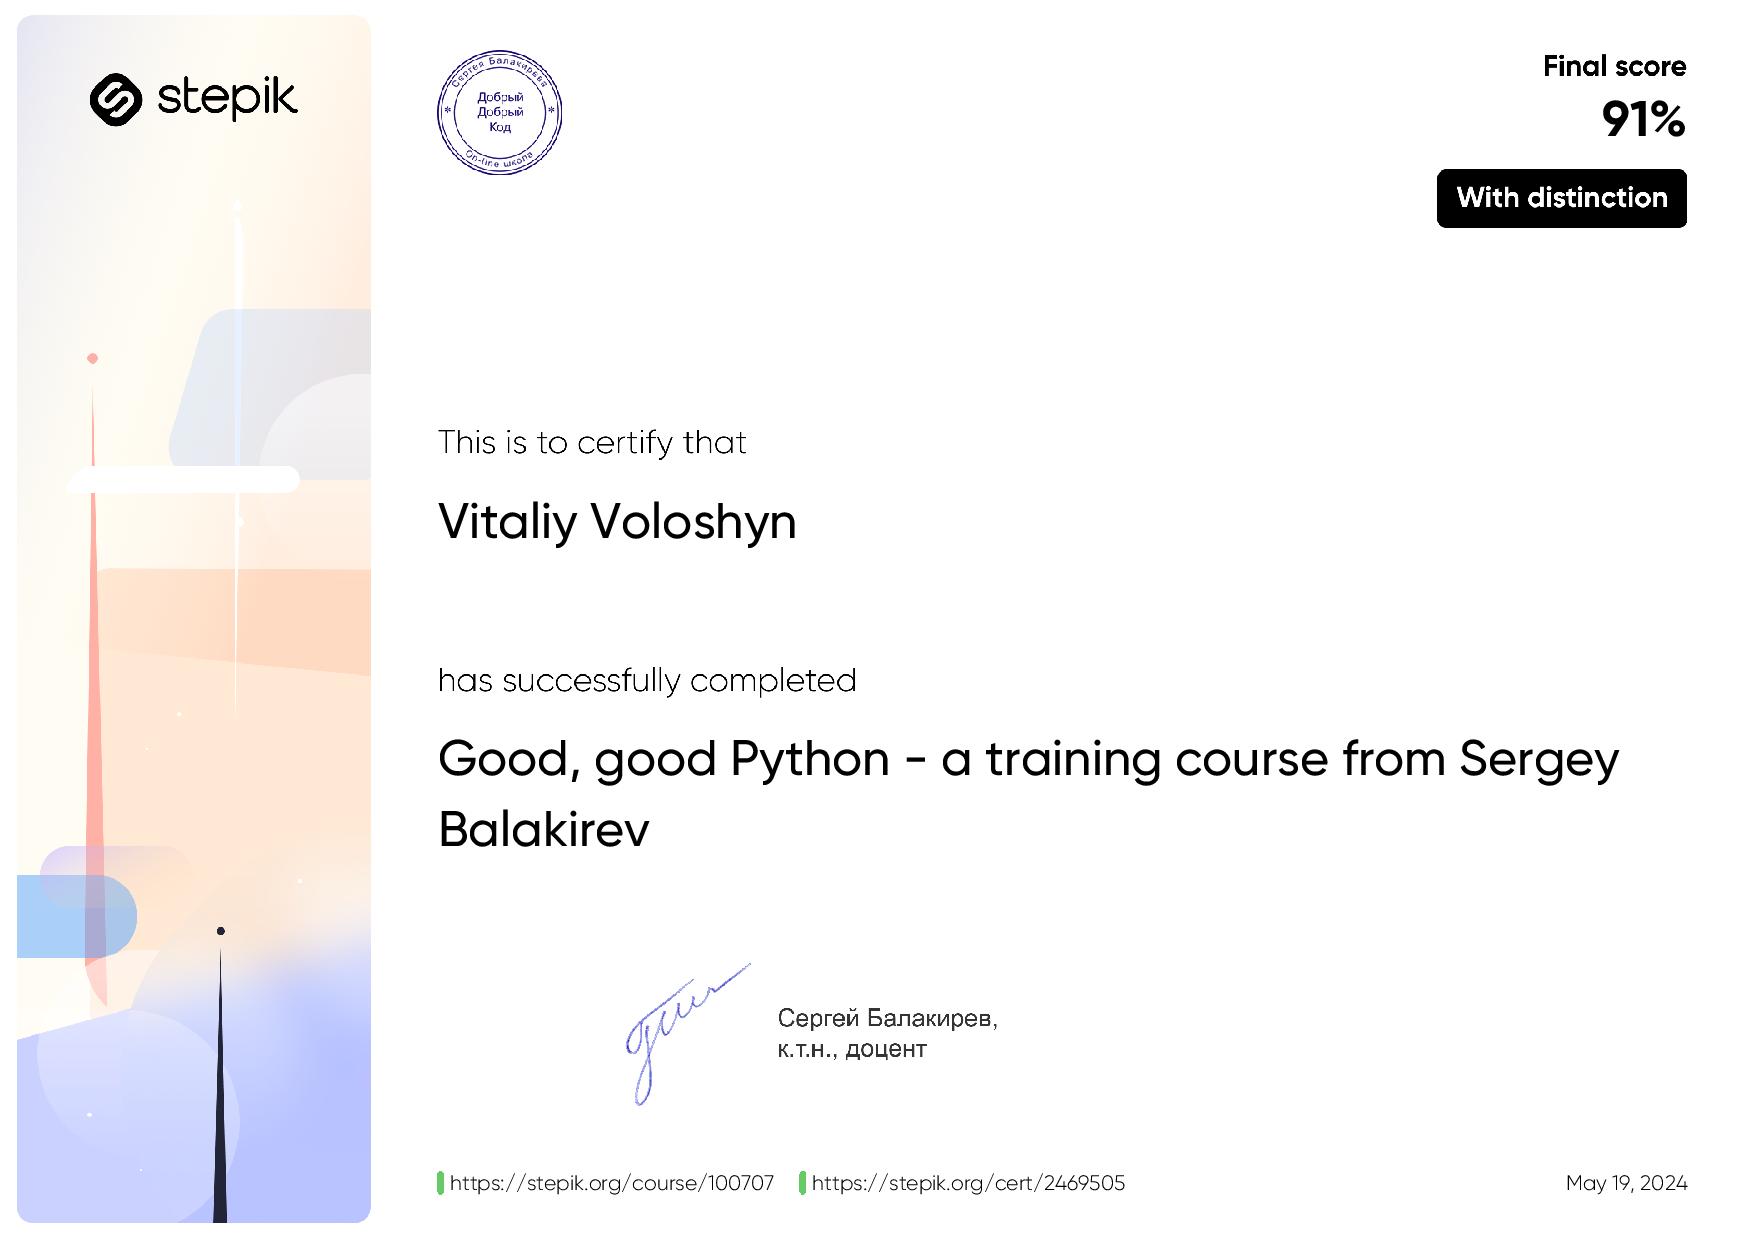 stepik
Сергея Балакирева
Добрый
Добрый
Код
On-line школа
Final score
91%
With distinction
This is to certify that
Vitaliy Voloshyn
has successfully completed
Good, good Python - a training course from Sergey
Balakirev
Сергей Балакирев,
к.т.н., доцент
https://stepik.org/course/100707
https://stepik.org/cert/2469505
May 19, 2024